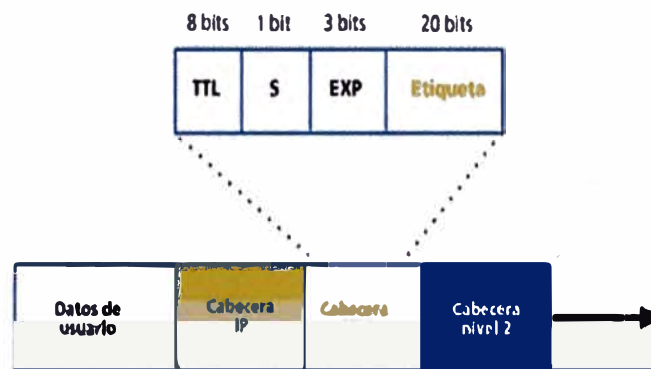 8 bits 1 bit 3 bits 20 bits
TTL S EXP Etiqueta
Datos de
usuario
Cabecera
IP
Cabecera
Cabecera
nivel 2